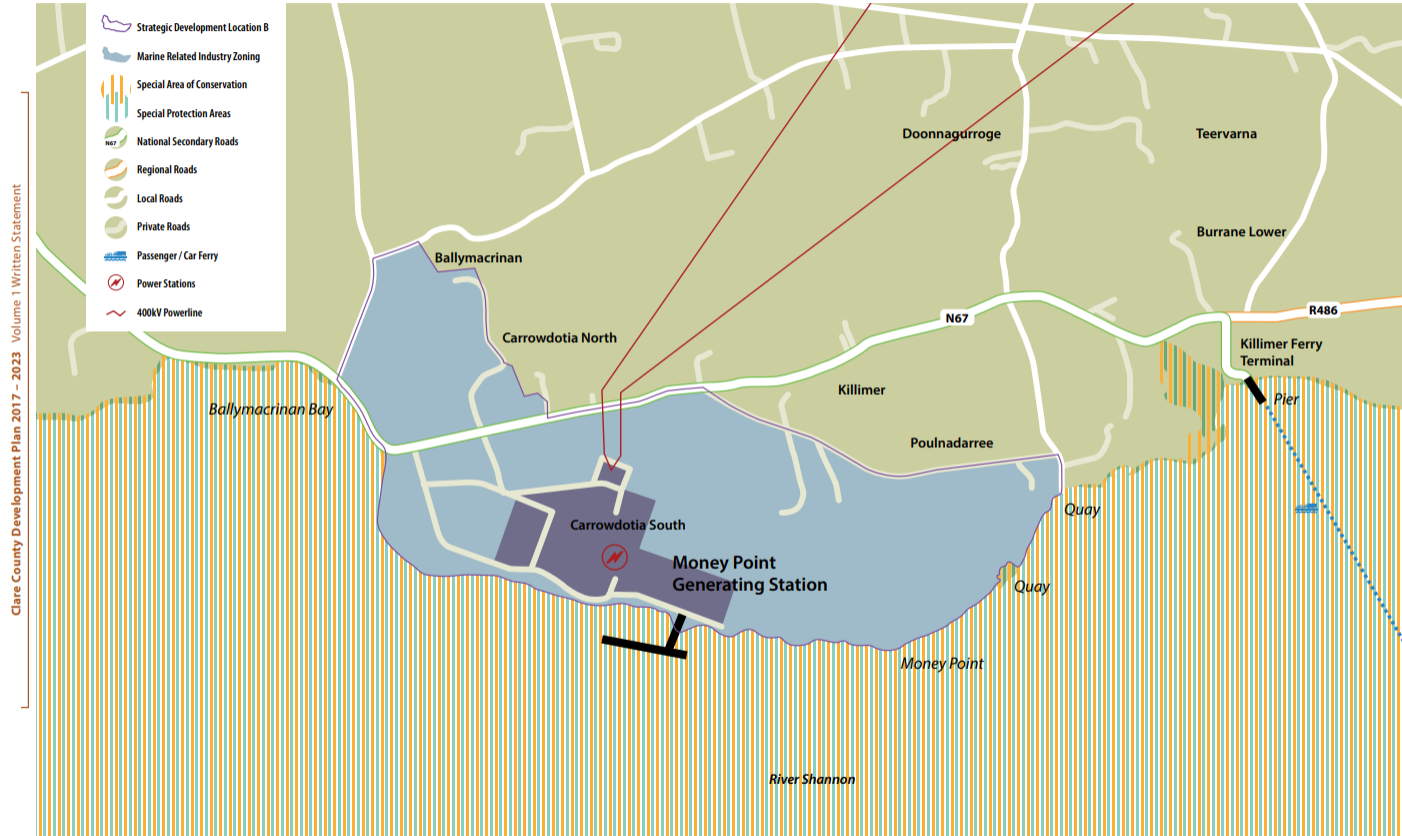 Clare County Development Plan 2017 – 2023 Volume 1 Written Statement
Strategic Development Location B
Marine Related Industry Zoning
Special Area of Conservation
Special Protection Areas
N67
National Secondary Roads
Regional Roads
Local Roads
Private Roads
Passenger / Car Ferry
Power Stations
400kV Powerline
Doonnagurroge
Teervarna
Burrane Lower
Ballymacrinan
N67
R486
Carrowdotia North
Killimer Ferry
Terminal
Killimer
Pier
Ballymacrinan Bay
Poulnadarree
Quay
Carrowdotia South
Money Point
Generating Station
Quay
Money Point
River Shannon